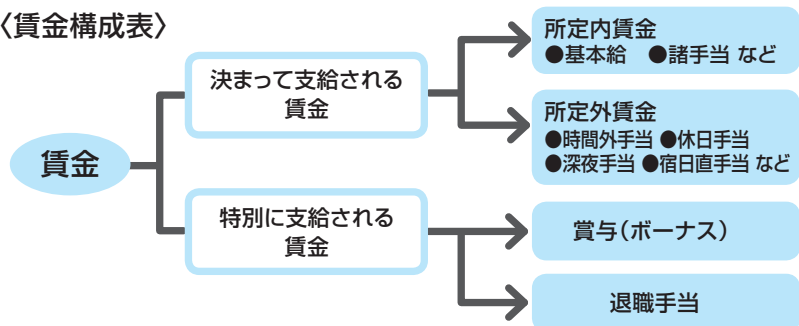 〈賃金構成表〉
賃金
決まって支給される
賃金
所定内賃金
●基本給 ●諸手当 など
所定外賃金
●時間外手当 ●休日手当
●深夜手当 ●宿日直手当 など
特別に支給される
賃金
賞与（ボーナス）
退職手当